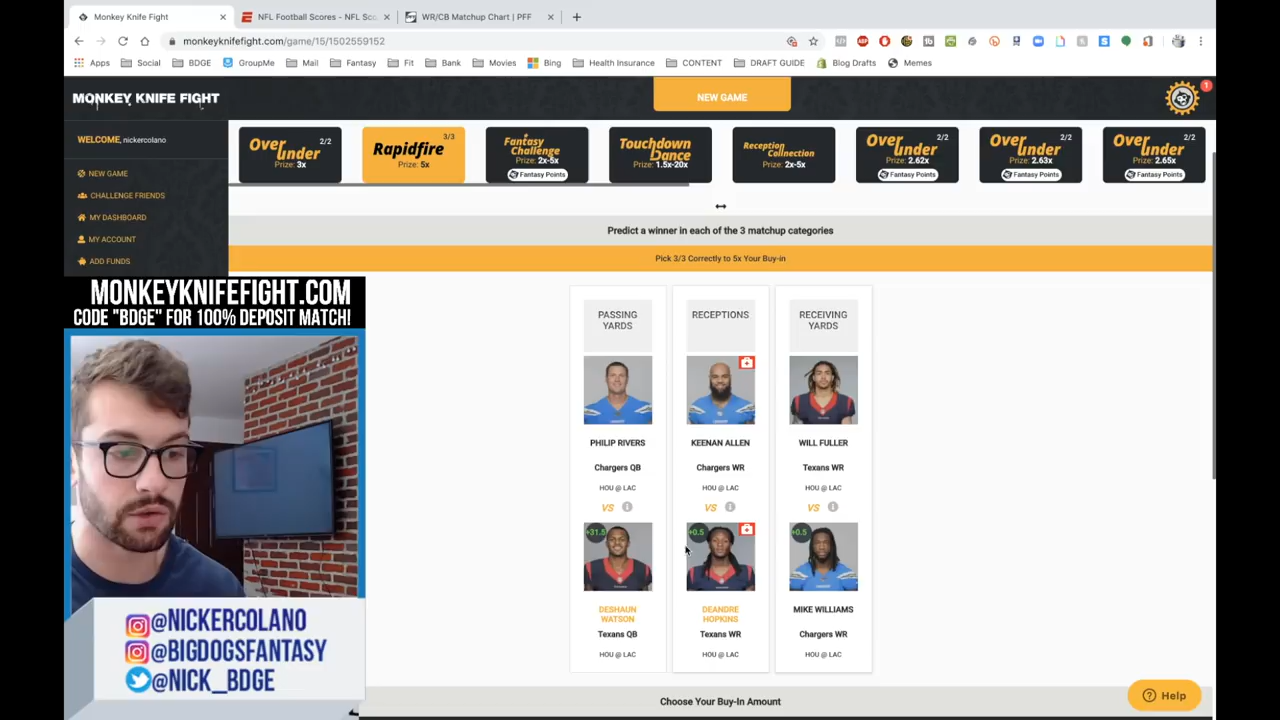 Monkey Knife Fight
NFL Football Scores - NFL Sco
WR/CB Matchup Chart | PFF
monkeyknifefight.com/game/15/1502559152
Apps
Social
BDGE
GroupMe
Mail
Fantasy
Fit
Bank
Movies
Bing
Health Insurance
CONTENT
DRAFT GUIDE
Blog Drafts
Memes
MONKEY KNIFE FIGHT
NEW GAME
1
WELCOME, nickercolano
NEW GAME
CHALLENGE FRIENDS
MY DASHBOARD
MY ACCOUNT
ADD FUNDS
2/2
Over Under
Prize: 3x
3/3
Rapidfire
Prize: 5x
Fantasy Challenge
Prize: 2x-5x
Fantasy Points
Touchdown Dance
Prize: 1.5x-20x
Reception Connection
Prize: 2x-5x
2/2
Over Under
Prize: 2.62x
Fantasy Points
2/2
Over Under
Prize: 2.63x
Fantasy Points
2/2
Over Under
Prize: 2.65x
Fantasy Points
Predict a winner in each of the 3 matchup categories
Pick 3/3 Correctly to 5x Your Buy-in
MONKEYKNIFEFIGHT.COM
CODE "BDGE" FOR 100% DEPOSIT MATCH!
PASSING YARDS
PHILIP RIVERS
Chargers QB
HOU @ LAC
VS
+31.5
DESHAUN WATSON
Texans QB
HOU @ LAC
RECEPTIONS
KEENAN ALLEN
Chargers WR
HOU @ LAC
VS
+0.5
DEANDRE HOPKINS
Texans WR
HOU @ LAC
RECEIVING YARDS
WILL FULLER
Texans WR
HOU @ LAC
VS
+0.5
MIKE WILLIAMS
Chargers WR
HOU @ LAC
Choose Your Buy-In Amount
Help
@NICKERCOLANO
@BIGDOGSFANTASY
@NICK_BDGE